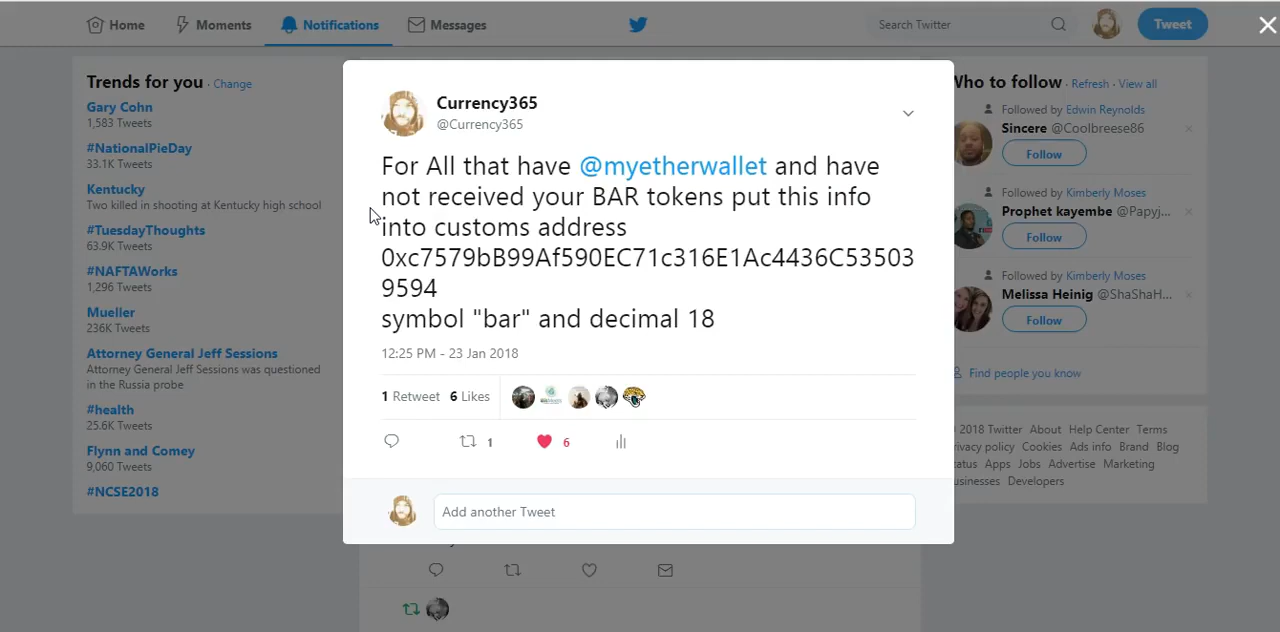 Home
Moments
Notifications
Messages
Search Twitter
Tweet
Trends for you · Change
Gary Cohn
1,583 Tweets
#NationalPieDay
33.1K Tweets
Kentucky
Two killed in shooting at Kentucky high school
#TuesdayThoughts
63.9K Tweets
#NAFTAWorks
1,296 Tweets
Mueller
236K Tweets
Attorney General Jeff Sessions
Attorney General Jeff Sessions was questioned
in the Russia probe
#health
25.6K Tweets
Flynn and Comey
9,060 Tweets
#NCSE2018
Currency365
@Currency365
For All that have @myetherwallet and have
not received your BAR tokens put this info
into customs address
0xc7579bB99Af590EC71c316E1Ac4436C53503
9594
symbol "bar" and decimal 18
12:25 PM - 23 Jan 2018
1 Retweet 6 Likes
1
6
Add another Tweet
Who to follow · Refresh · View all
Followed by Edwin Reynolds
Sincere @Coolbreese86
Follow
Followed by Kimberly Moses
Prophet kayembe @Papyj...
Follow
Followed by Kimberly Moses
Melissa Heinig @ShaShaH...
Follow
Find people you know
2018 Twitter About Help Center Terms
rivacy policy Cookies Ads info Brand Blog
tatus Apps Jobs Advertise Marketing
usinesses Developers